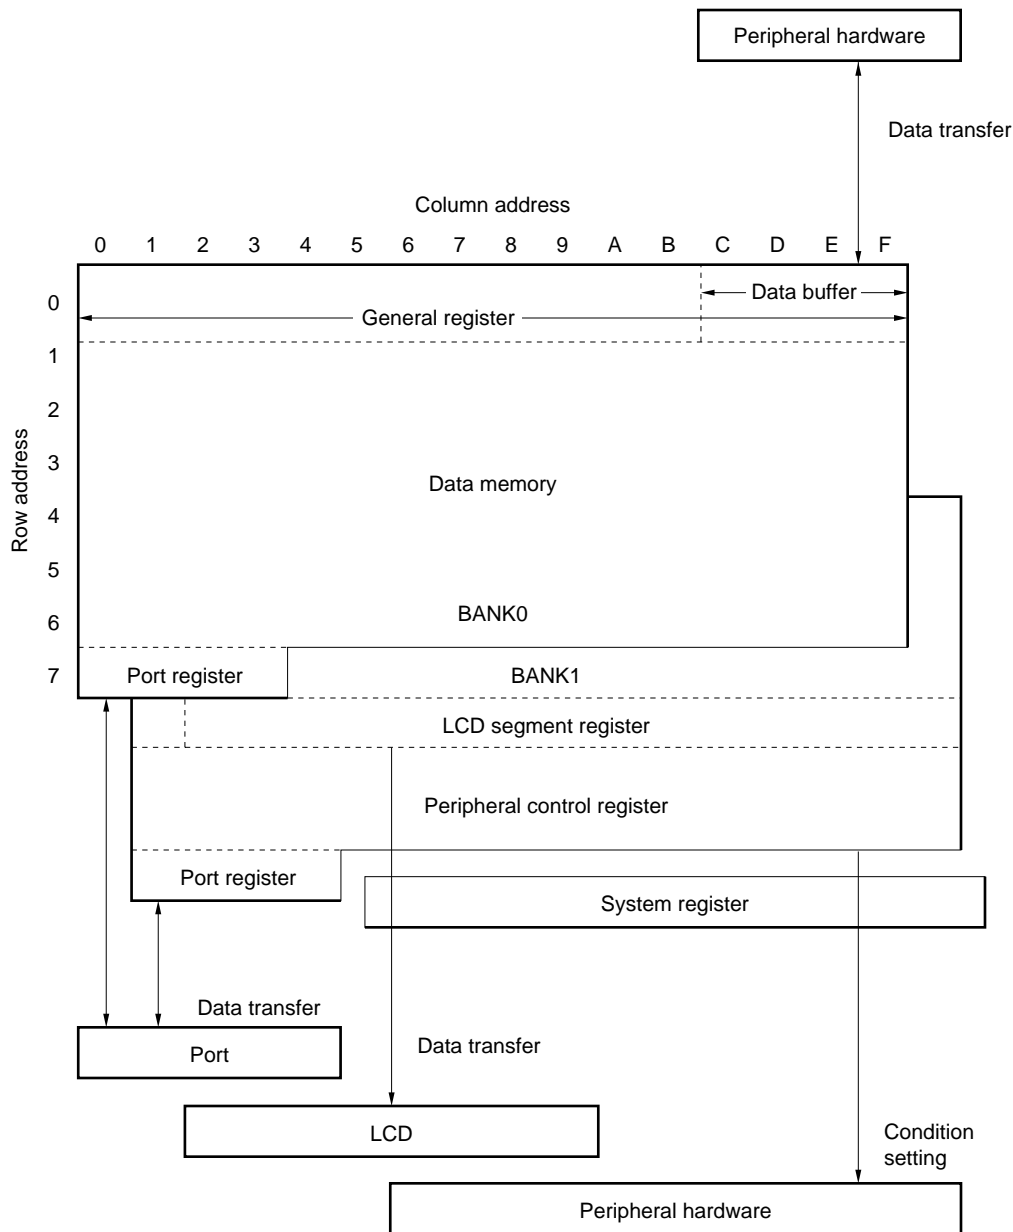 Peripheral hardware
Data transfer
Column address
0 1 2 3 4 5 6 7 8 9 A B C D E F
Row address
0
1
2
3
4
5
6
7
Data buffer
General register
Data memory
BANK0
Port register
BANK1
LCD segment register
Peripheral control register
Port register
System register
Data transfer
Port
Data transfer
LCD
Condition
setting
Peripheral hardware